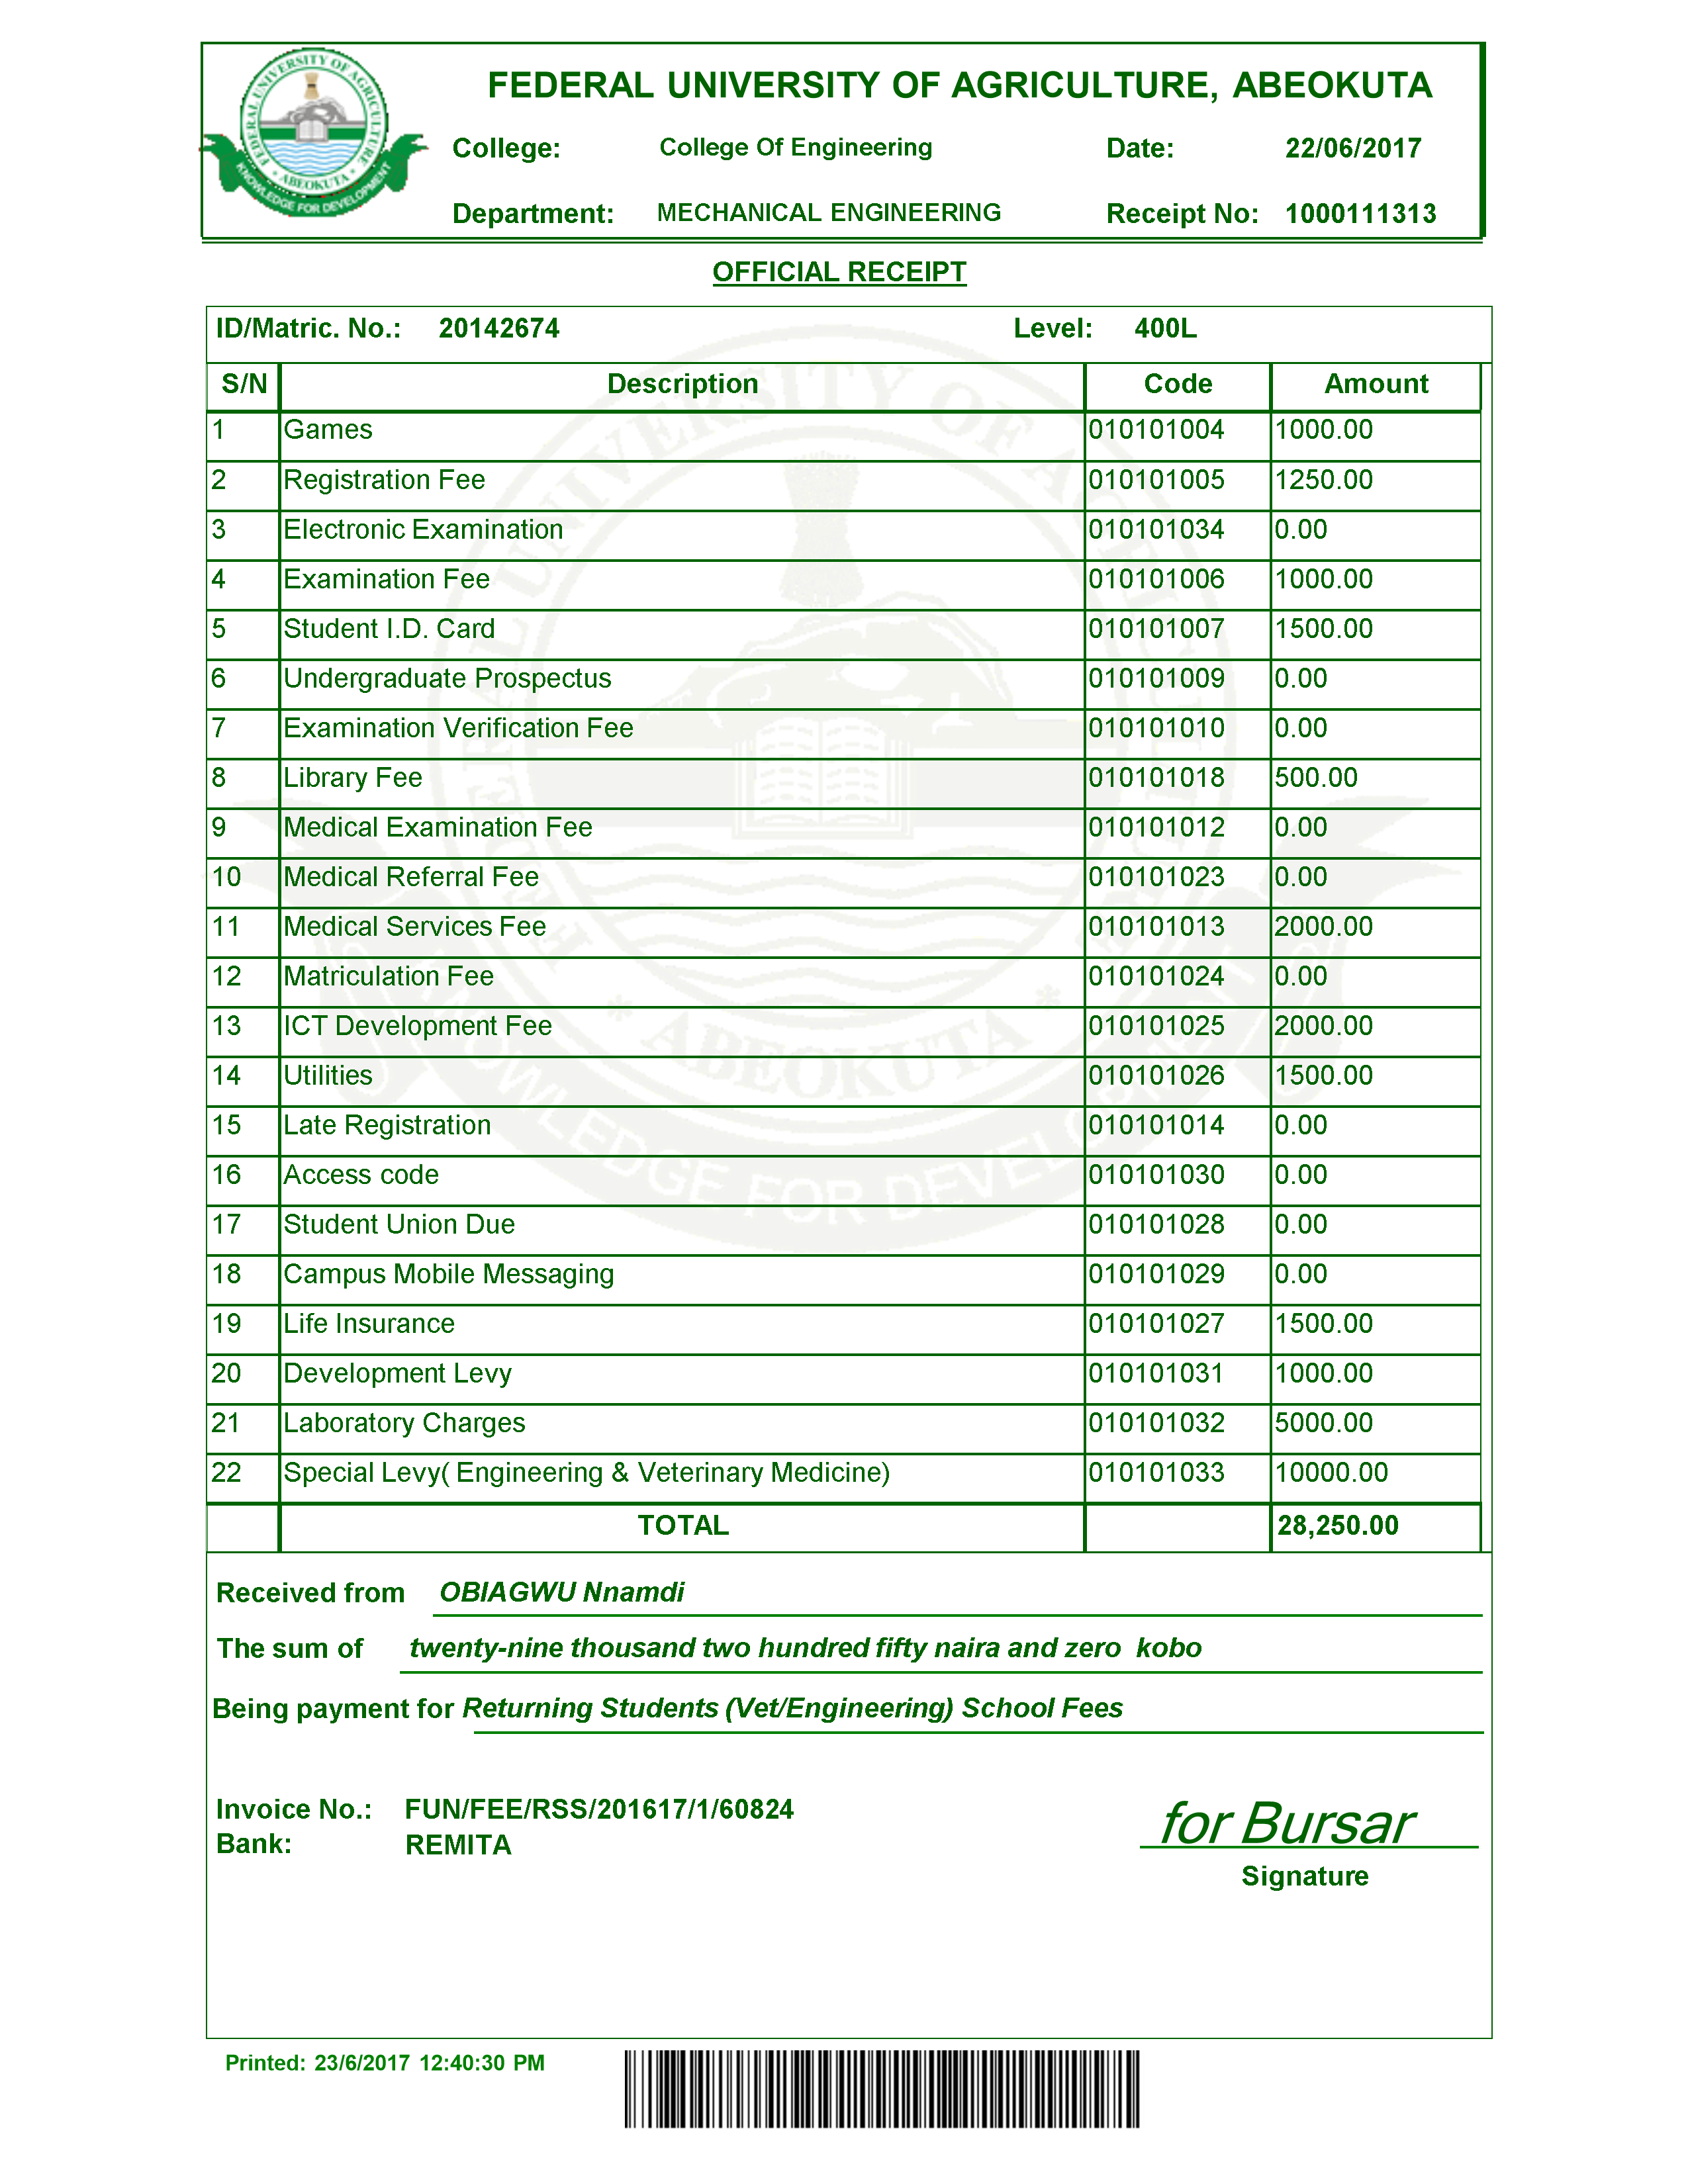 FEDERAL UNIVERSITY OF AGRICULTURE, ABEOKUTA
FEDERAL UNIVERSITY OF AGRICULTURE
* ABEOKUTA *
KNOWLEDGE FOR DEVELOPMENT
College: College Of Engineering Date: 22/06/2017
Department: MECHANICAL ENGINEERING Receipt No: 1000111313
OFFICIAL RECEIPT
ID/Matric. No.: 20142674 Level: 400L
S/N Description Code Amount
1 Games 010101004 1000.00
2 Registration Fee 010101005 1250.00
3 Electronic Examination 010101034 0.00
4 Examination Fee 010101006 1000.00
5 Student I.D. Card 010101007 1500.00
6 Undergraduate Prospectus 010101009 0.00
7 Examination Verification Fee 010101010 0.00
8 Library Fee 010101018 500.00
9 Medical Examination Fee 010101012 0.00
10 Medical Referral Fee 010101023 0.00
11 Medical Services Fee 010101013 2000.00
12 Matriculation Fee 010101024 0.00
13 ICT Development Fee 010101025 2000.00
14 Utilities 010101026 1500.00
15 Late Registration 010101014 0.00
16 Access code 010101030 0.00
17 Student Union Due 010101028 0.00
18 Campus Mobile Messaging 010101029 0.00
19 Life Insurance 010101027 1500.00
20 Development Levy 010101031 1000.00
21 Laboratory Charges 010101032 5000.00
22 Special Levy( Engineering & Veterinary Medicine) 010101033 10000.00
TOTAL 28,250.00
FEDERAL UNIVERSITY OF AGRICULTURE
* ABEOKUTA *
KNOWLEDGE FOR DEVELOPMENT
Received from OBIAGWU Nnamdi
The sum of twenty-nine thousand two hundred fifty naira and zero kobo
Being payment for Returning Students (Vet/Engineering) School Fees
Invoice No.: FUN/FEE/RSS/201617/1/60824
Bank: REMITA
for Bursar
Signature
Printed: 23/6/2017 12:40:30 PM